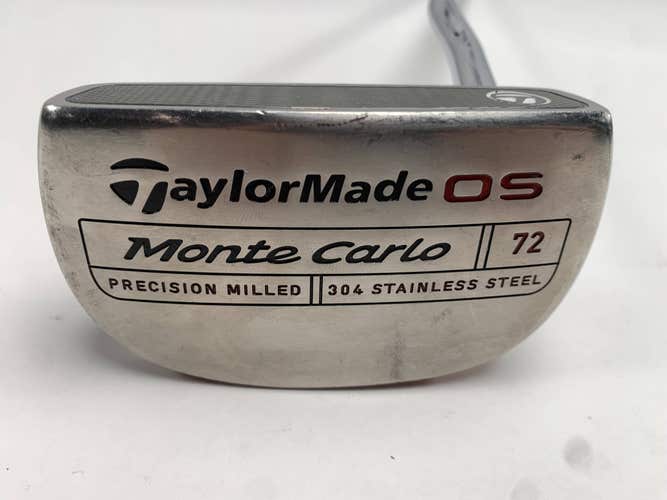 TaylorMade OS
Monte Carlo 72
PRECISION MILLED 304 STAINLESS STEEL